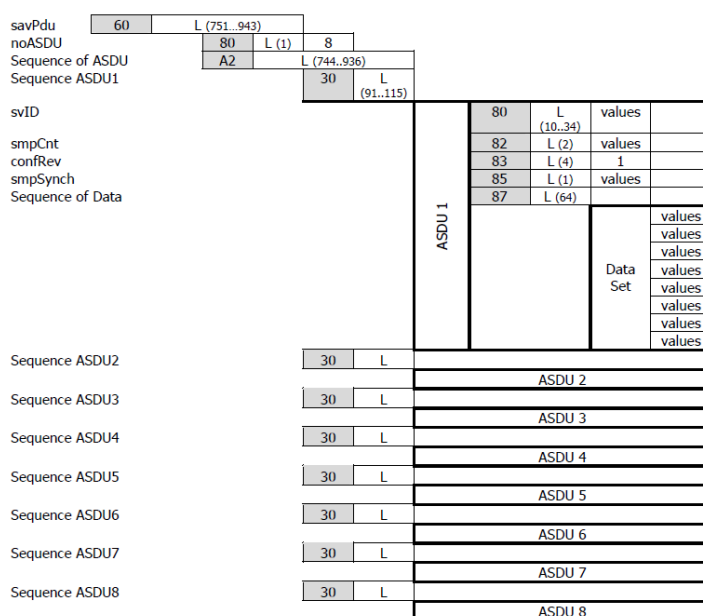 savPdu 60 L (751...943)
noASDU 80 L (1) 8
Sequence of ASDU A2 L (744..936)
Sequence ASDU1 30 L
(91..115)
svID 80 L values
(10..34)
smpCnt 82 L (2) values
confRev 83 L (4) 1
smpSynch 85 L (1) values
Sequence of Data 87 L (64)
ASDU 1
values
values
values
Data values
Set values
values
values
values
Sequence ASDU2 30 L
ASDU 2
Sequence ASDU3 30 L
ASDU 3
Sequence ASDU4 30 L
ASDU 4
Sequence ASDU5 30 L
ASDU 5
Sequence ASDU6 30 L
ASDU 6
Sequence ASDU7 30 L
ASDU 7
Sequence ASDU8 30 L
ASDU 8